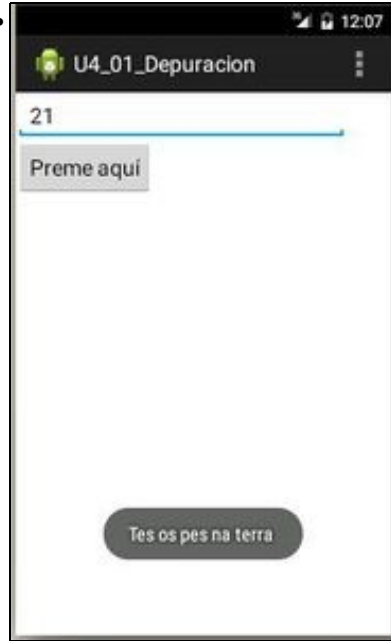 12:07
U4_01_Depuracion
21
Preme aquí
Tes os pes na terra